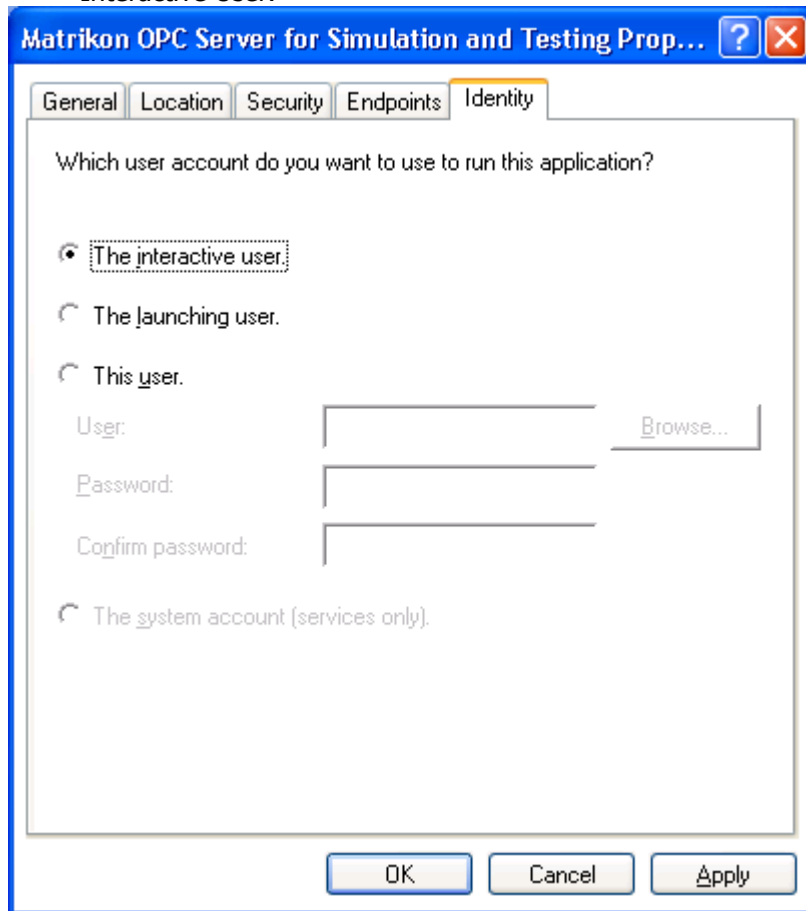 Interactive User.
Matrikon OPC Server for Simulation and Testing Prop...
General Location Security Endpoints Identity
Which user account do you want to use to run this application?
The interactive user.
The launching user.
This user.
User:
Browse...
Password:
Confirm password:
The system account (services only).
OK Cancel Apply